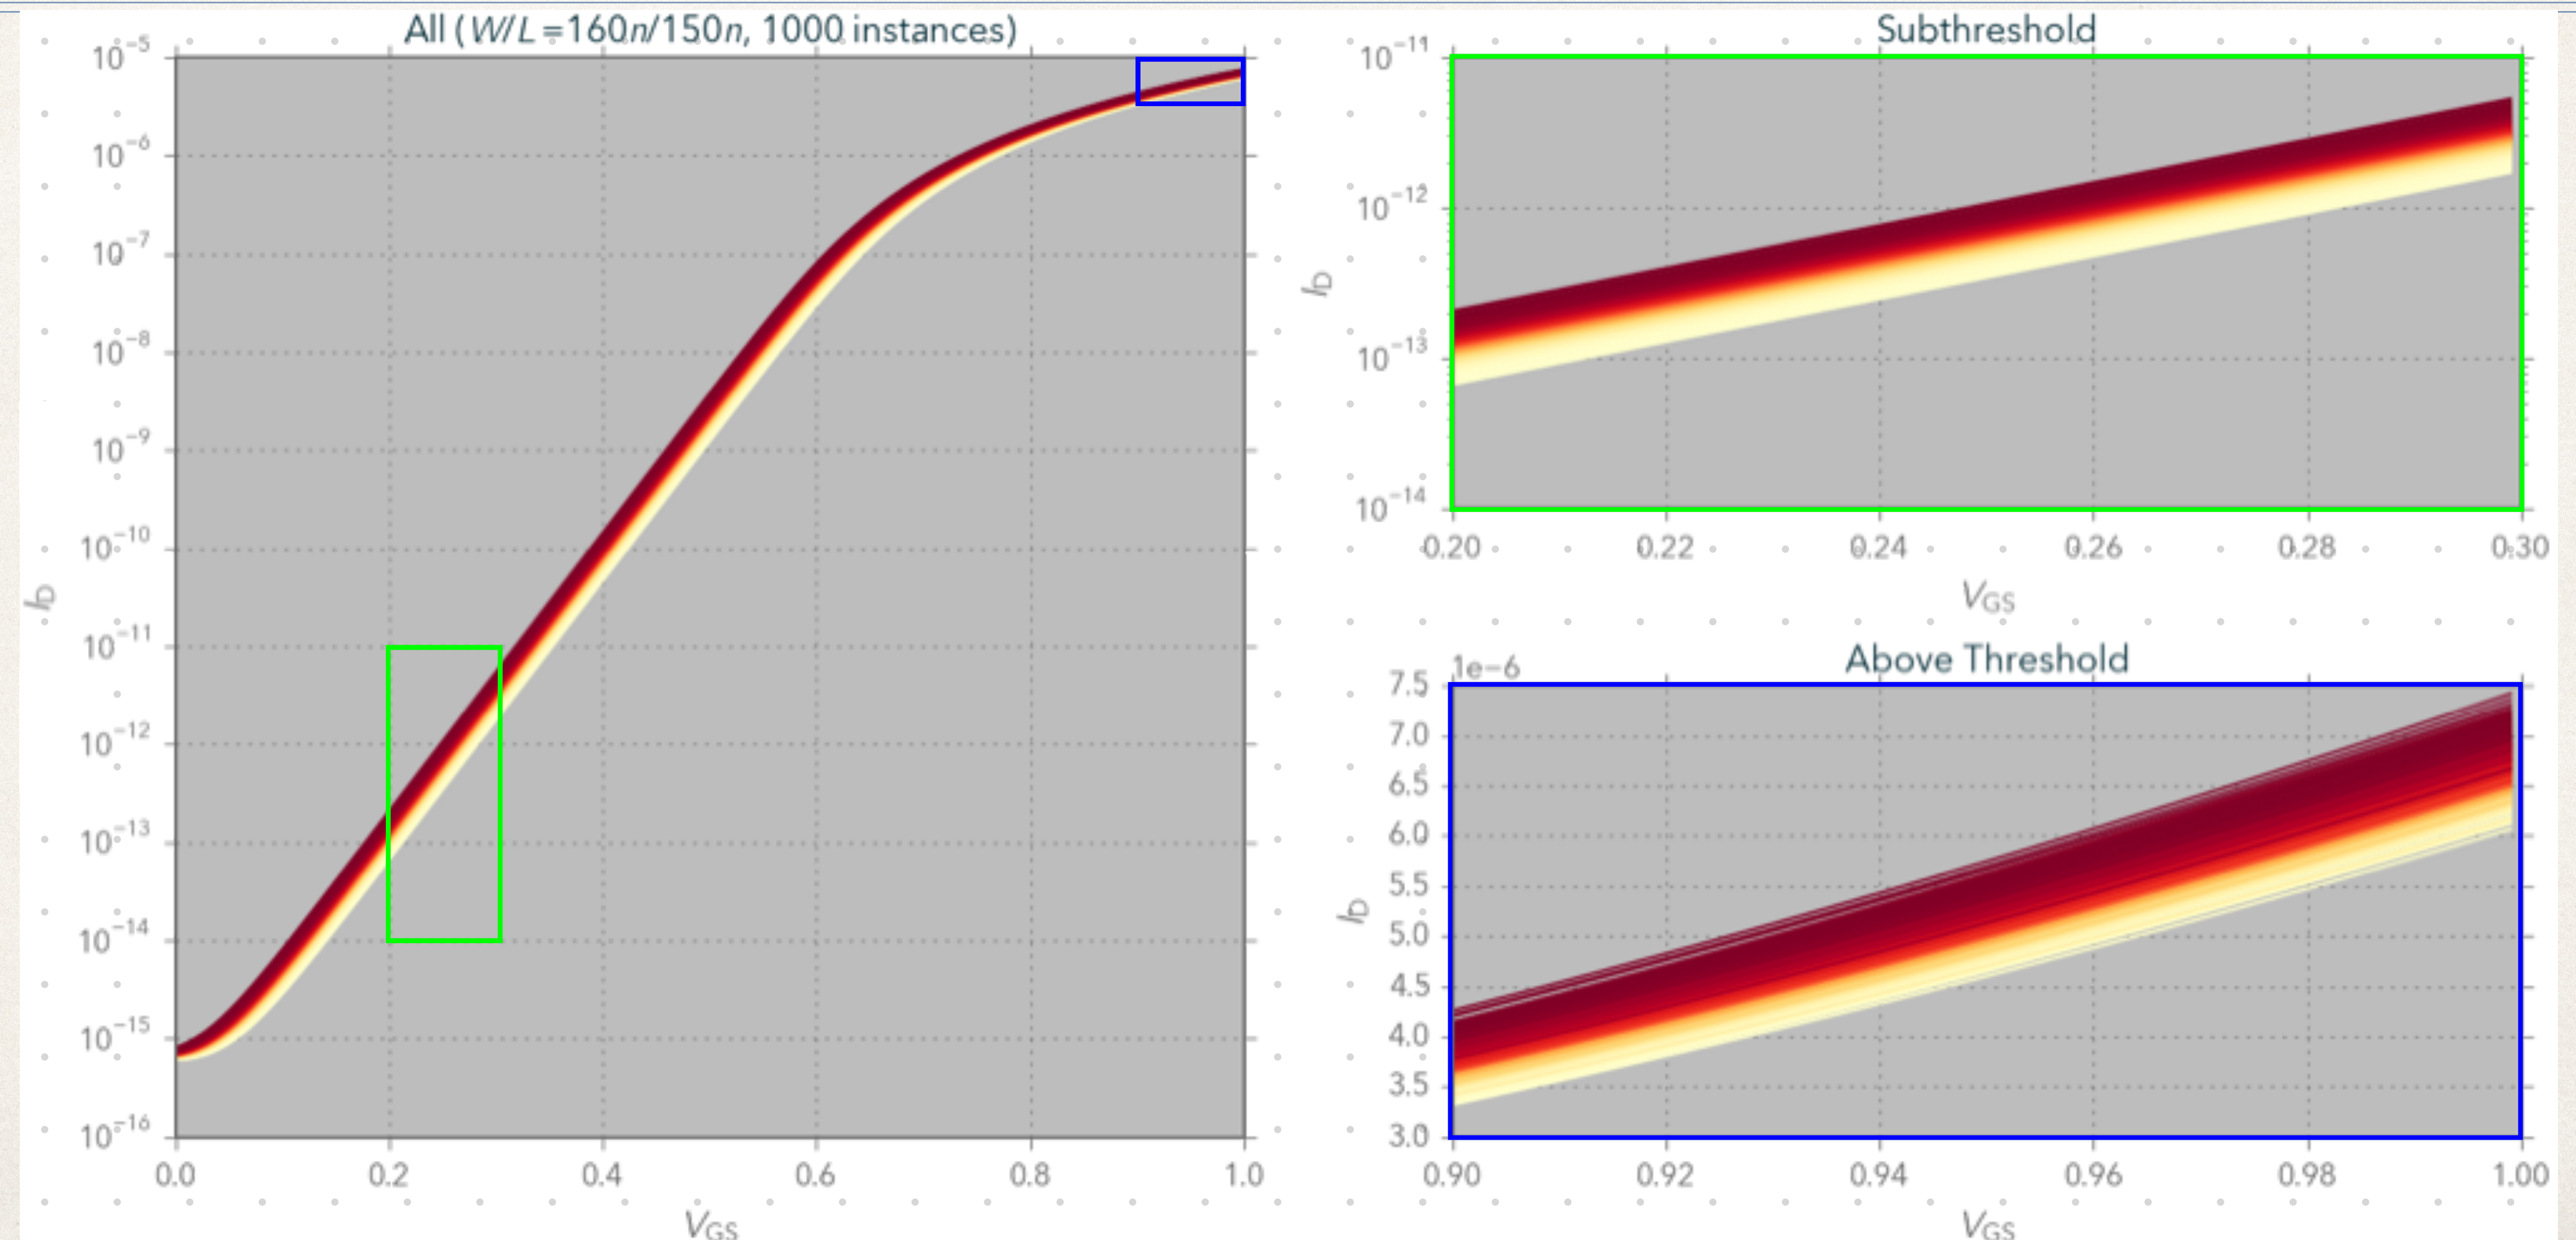 All (W/L=160n/150n, 1000 instances)
10⁻⁵
10⁻⁶
10⁻⁷
10⁻⁸
10⁻⁹
10⁻¹⁰
10⁻¹¹
10⁻¹²
10⁻¹³
10⁻¹⁴
10⁻¹⁵
10⁻¹⁶
I_D
0.0 0.2 0.4 0.6 0.8 1.0
V_GS
Subthreshold
10⁻¹¹
10⁻¹²
10⁻¹³
10⁻¹⁴
I_D
0.20 0.22 0.24 0.26 0.28 0.30
V_GS
Above Threshold
1e−6
7.5
7.0
6.5
6.0
5.5
5.0
4.5
4.0
3.5
3.0
I_D
0.90 0.92 0.94 0.96 0.98 1.00
V_GS